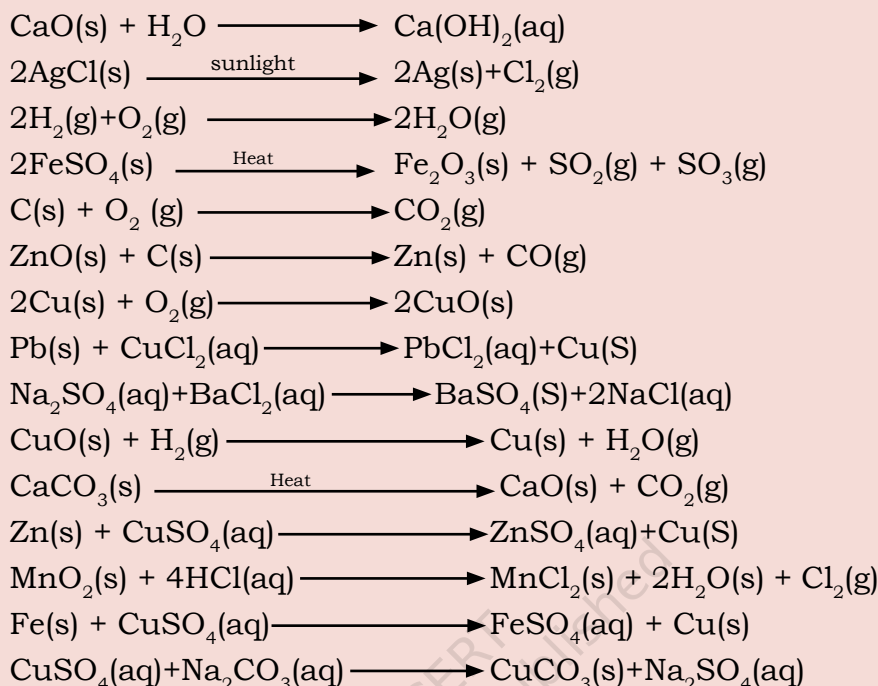 CaO(s) + H₂O ⟶ Ca(OH)₂(aq)
2AgCl(s) sunlight ⟶ 2Ag(s)+Cl₂(g)
2H₂(g)+O₂(g) ⟶ 2H₂O(g)
2FeSO₄(s) Heat ⟶ Fe₂O₃(s) + SO₂(g) + SO₃(g)
C(s) + O₂ (g) ⟶ CO₂(g)
ZnO(s) + C(s) ⟶ Zn(s) + CO(g)
2Cu(s) + O₂(g) ⟶ 2CuO(s)
Pb(s) + CuCl₂(aq) ⟶ PbCl₂(aq)+Cu(S)
Na₂SO₄(aq)+BaCl₂(aq) ⟶ BaSO₄(S)+2NaCl(aq)
CuO(s) + H₂(g) ⟶ Cu(s) + H₂O(g)
CaCO₃(s) Heat ⟶ CaO(s) + CO₂(g)
Zn(s) + CuSO₄(aq) ⟶ ZnSO₄(aq)+Cu(S)
MnO₂(s) + 4HCl(aq) ⟶ MnCl₂(s) + 2H₂O(s) + Cl₂(g)
Fe(s) + CuSO₄(aq) ⟶ FeSO₄(aq) + Cu(s)
CuSO₄(aq)+Na₂CO₃(aq) ⟶ CuCO₃(s)+Na₂SO₄(aq)